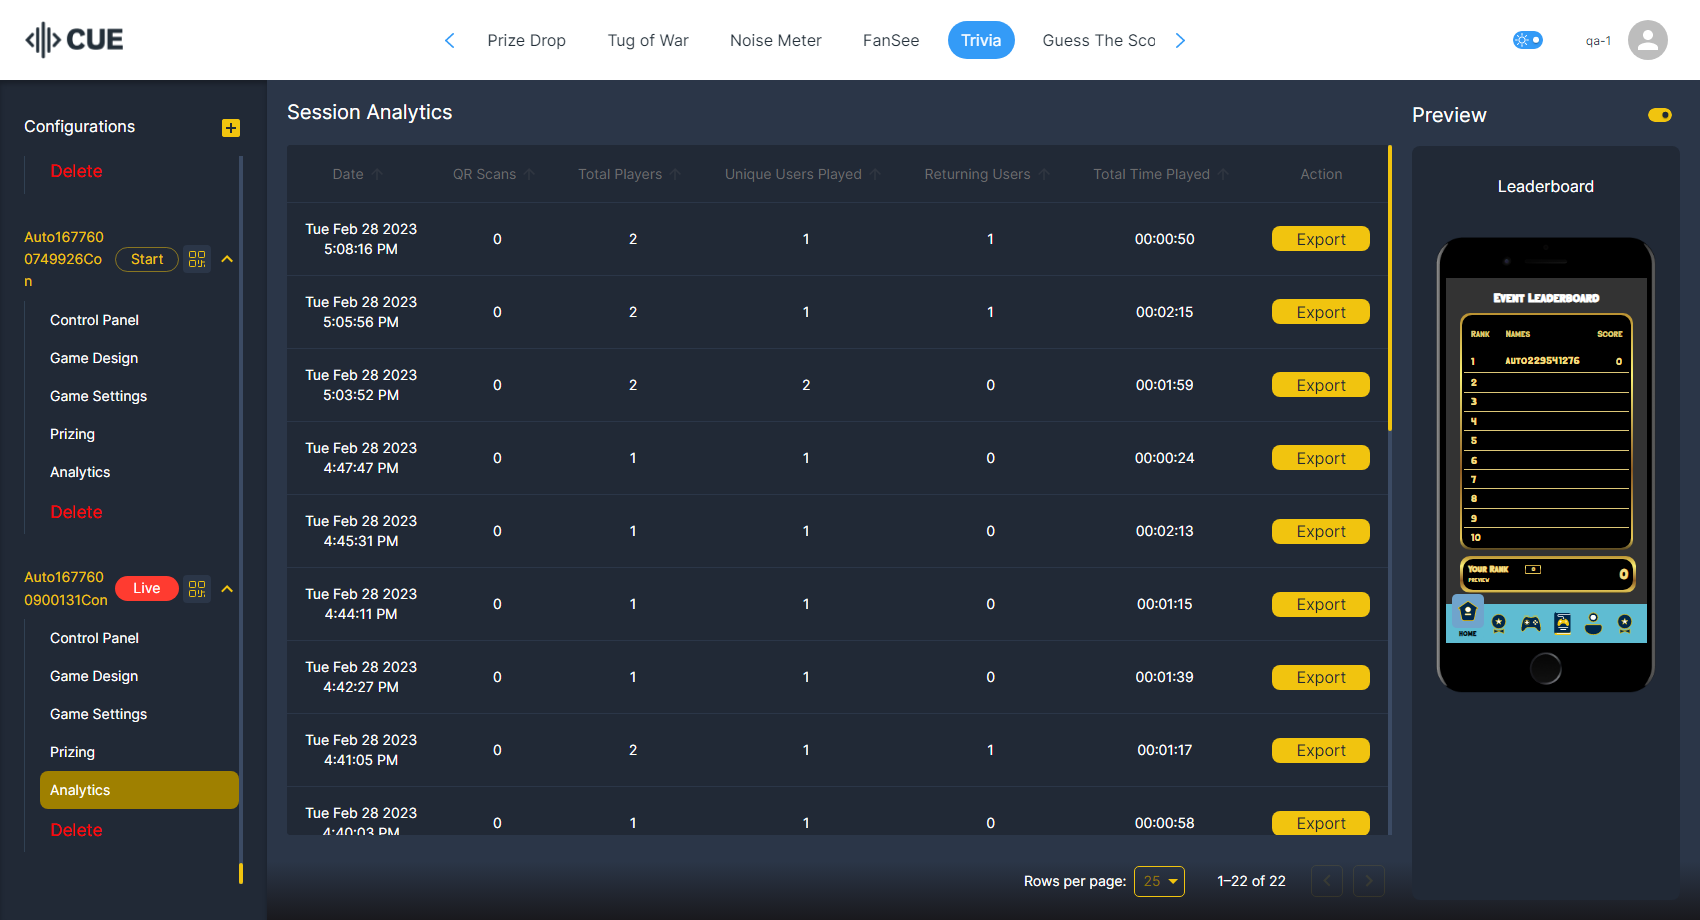 CUE
Prize Drop
Tug of War
Noise Meter
FanSee
Trivia
Guess The Sco
qa-1
Configurations
Delete
Auto167760
0749926Co
n
Start
Control Panel
Game Design
Game Settings
Prizing
Analytics
Delete
Auto167760
0900131Con
Live
Control Panel
Game Design
Game Settings
Prizing
Analytics
Delete
Session Analytics
Date QR Scans Total Players Unique Users Played Returning Users Total Time Played Action
Tue Feb 28 2023
5:08:16 PM
0 2 1 1 00:00:50 Export
Tue Feb 28 2023
5:05:56 PM
0 2 1 1 00:02:15 Export
Tue Feb 28 2023
5:03:52 PM
0 2 2 0 00:01:59 Export
Tue Feb 28 2023
4:47:47 PM
0 1 1 0 00:00:24 Export
Tue Feb 28 2023
4:45:31 PM
0 1 1 0 00:02:13 Export
Tue Feb 28 2023
4:44:11 PM
0 1 1 0 00:01:15 Export
Tue Feb 28 2023
4:42:27 PM
0 1 1 0 00:01:39 Export
Tue Feb 28 2023
4:41:05 PM
0 2 1 1 00:01:17 Export
Tue Feb 28 2023
4:40:03 PM
0 1 1 0 00:00:58 Export
Rows per page: 25 1–22 of 22
Preview
Leaderboard
Event Leaderboard
Rank Names Score
1 auto229541276 0
2
3
4
5
6
7
8
9
10
Your Rank
Preview
0
Home